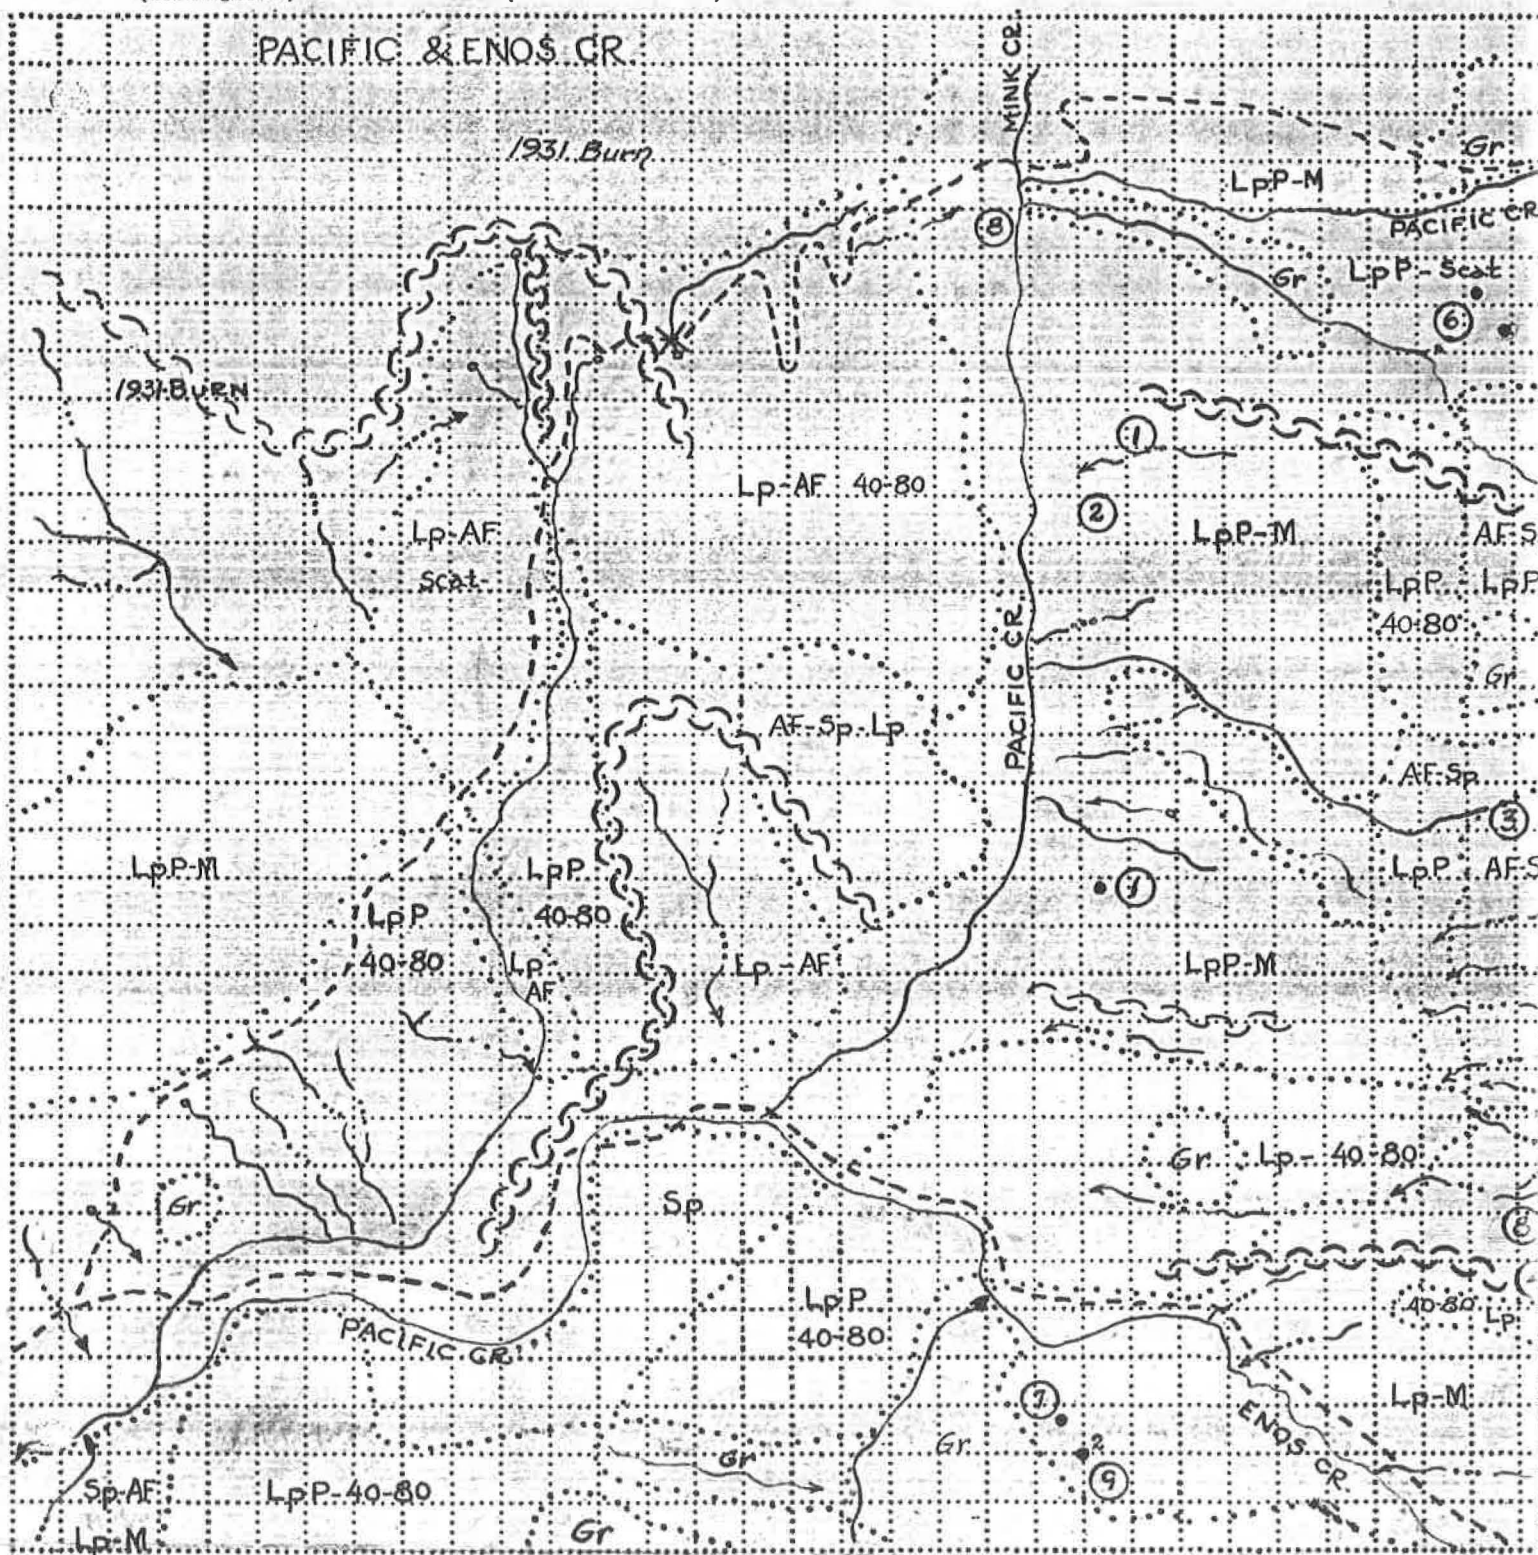 PACIFIC & ENOS CR.
MINK CR.
1931 Burn
Gr
LpP-M
PACIFIC CR
8
Gr
LpP-Scat
6
1931 BURN
1
Lp-AF 40-80
2
Lp-AF
Scat
LpP-M
AF-S
LpP
40-80
LpP
PACIFIC CR.
Gr
AF-Sp-Lp
AF-Sp
3
LpP-M
LpP
40-80
LpP
40-80
LpP
AF-S
Lp
AF
Lp-AF
LpP-M
Gr
Lp-40-80
Gr
Sp
8
LpP
40-80
40-80
Lp
PACIFIC CR.
Lp-M
7
ENOS CR
Gr
Gr
2
9
Sp-AF
Lp-M
LpP-40-80
Gr